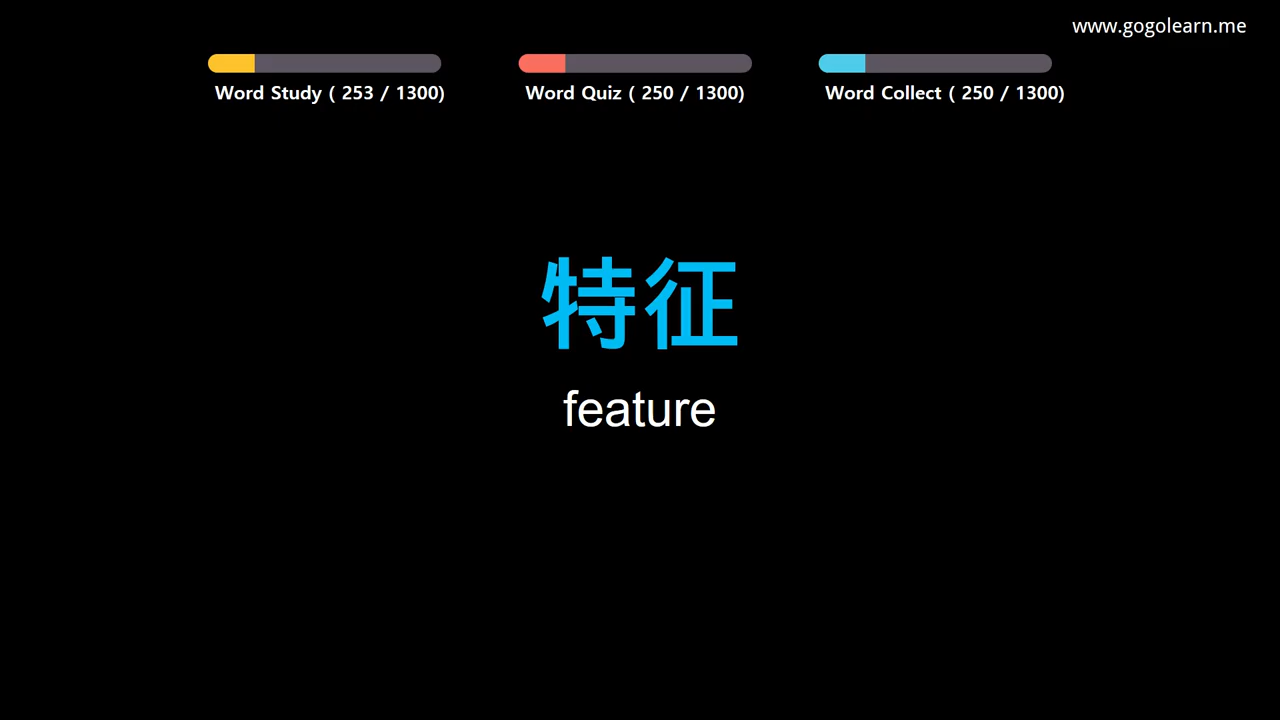 www.gogolearn.me
Word Study ( 253 / 1300)
Word Quiz ( 250 / 1300)
Word Collect ( 250 / 1300)
特征
feature